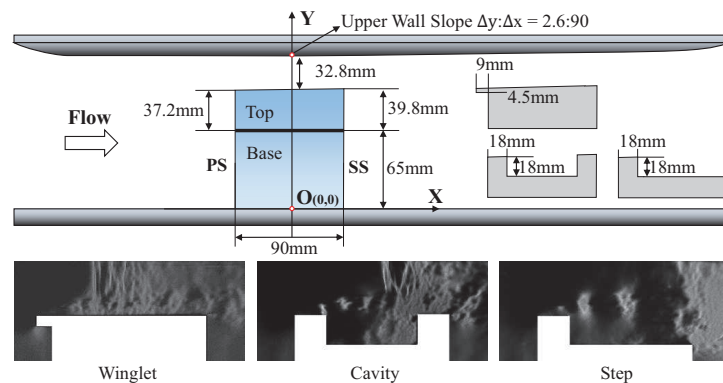 Y
Upper Wall Slope Δy:Δx = 2.6:90
32.8mm
9mm
4.5mm
37.2mm
39.8mm
Top
Flow
18mm
18mm
18mm
18mm
PS
Base
SS
65mm
O(0,0)
X
90mm
Winglet
Cavity
Step